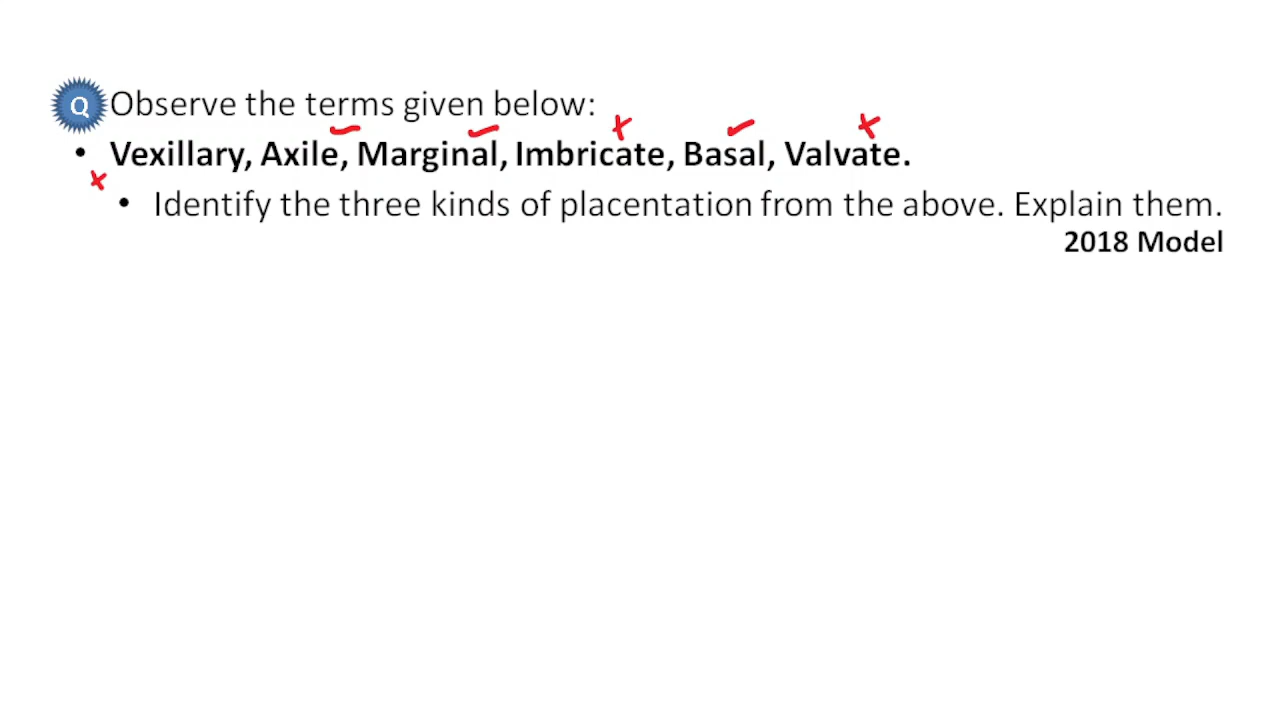 Q Observe the terms given below:
• Vexillary, Axile, Marginal, Imbricate, Basal, Valvate.
• Identify the three kinds of placentation from the above. Explain them.
2018 Model